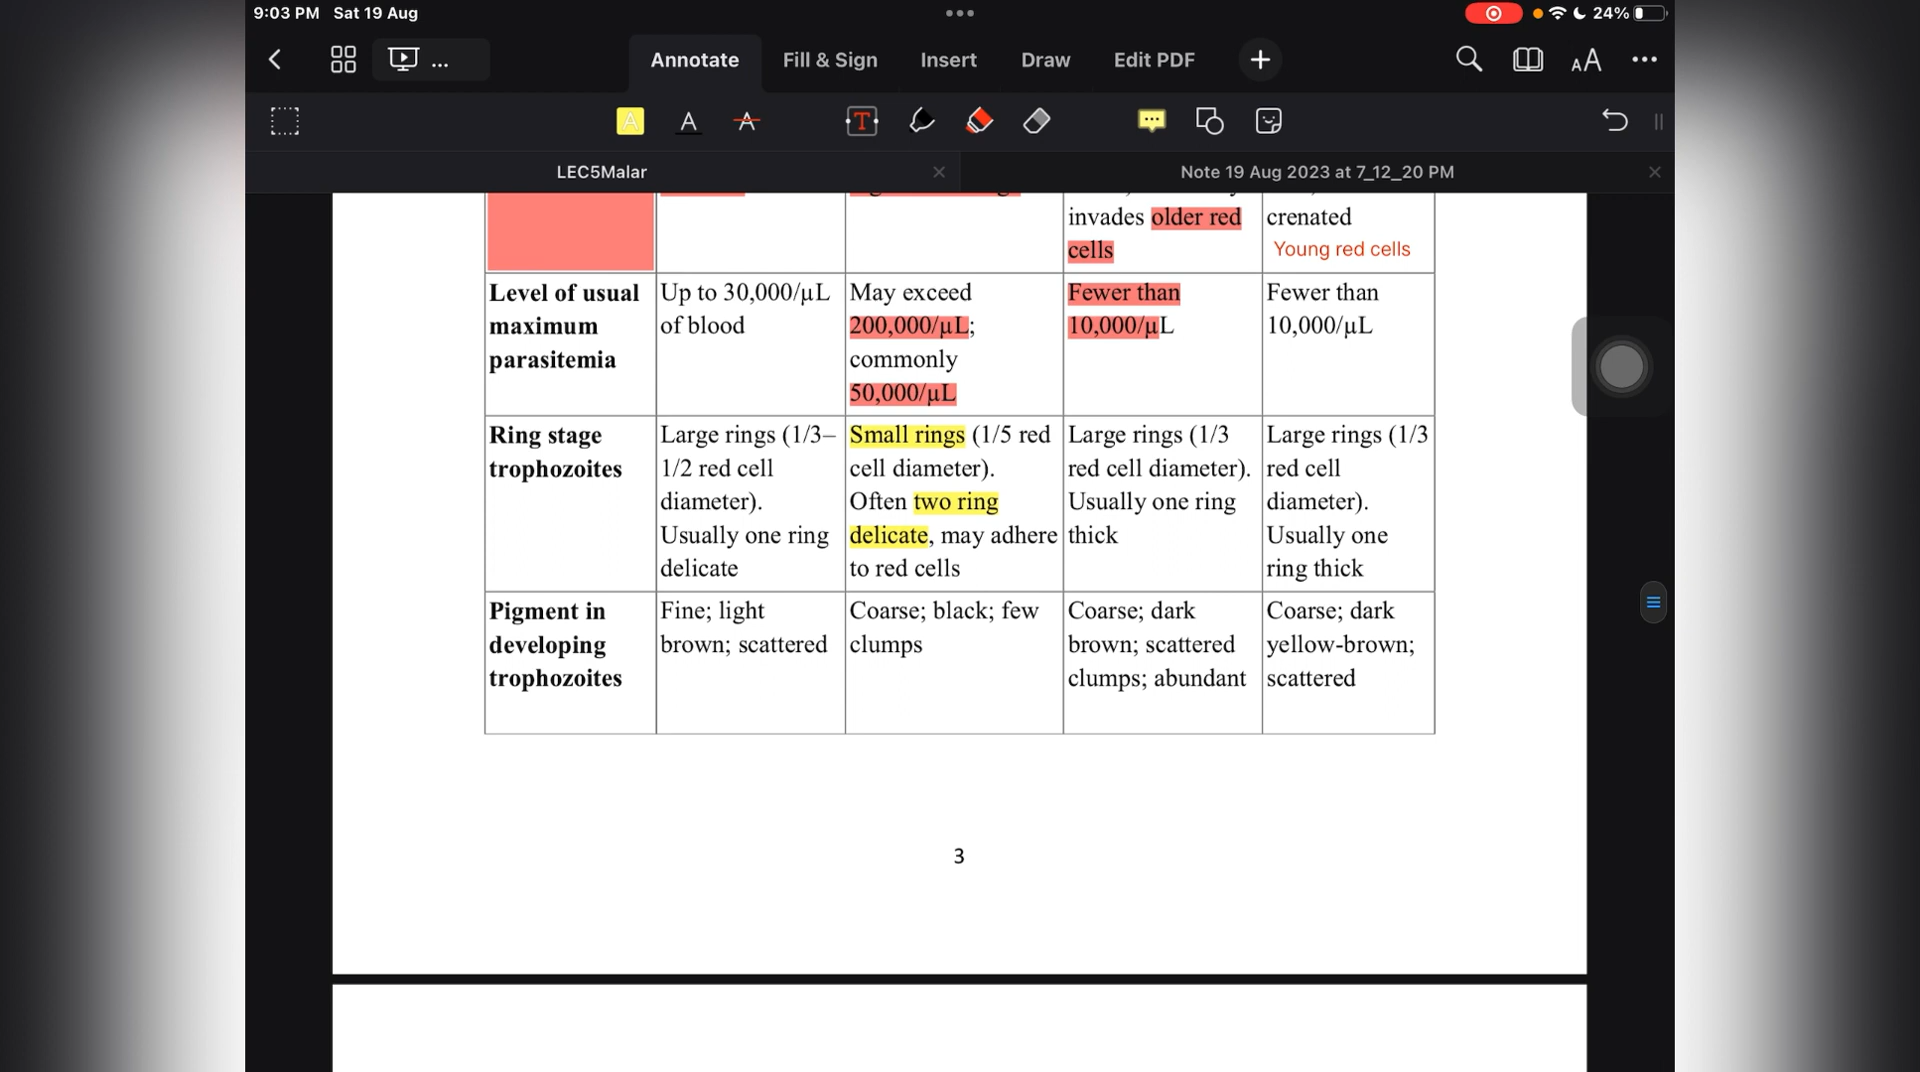 9:03 PM Sat 19 Aug
24%
...
Annotate
Fill & Sign
Insert
Draw
Edit PDF
AA
A
A
A
T
LEC5Malar
Note 19 Aug 2023 at 7_12_20 PM
invades older red
cells
crenated
Young red cells
Level of usual
maximum
parasitemia
Up to 30,000/µL
of blood
May exceed
200,000/µL;
commonly
50,000/µL
Fewer than
10,000/µL
Fewer than
10,000/µL
Ring stage
trophozoites
Large rings (1/3–
1/2 red cell
diameter).
Usually one ring
delicate
Small rings (1/5 red
cell diameter).
Often two ring
delicate, may adhere
to red cells
Large rings (1/3
red cell diameter).
Usually one ring
thick
Large rings (1/3
red cell
diameter).
Usually one
ring thick
Pigment in
developing
trophozoites
Fine; light
brown; scattered
Coarse; black; few
clumps
Coarse; dark
brown; scattered
clumps; abundant
Coarse; dark
yellow-brown;
scattered
3